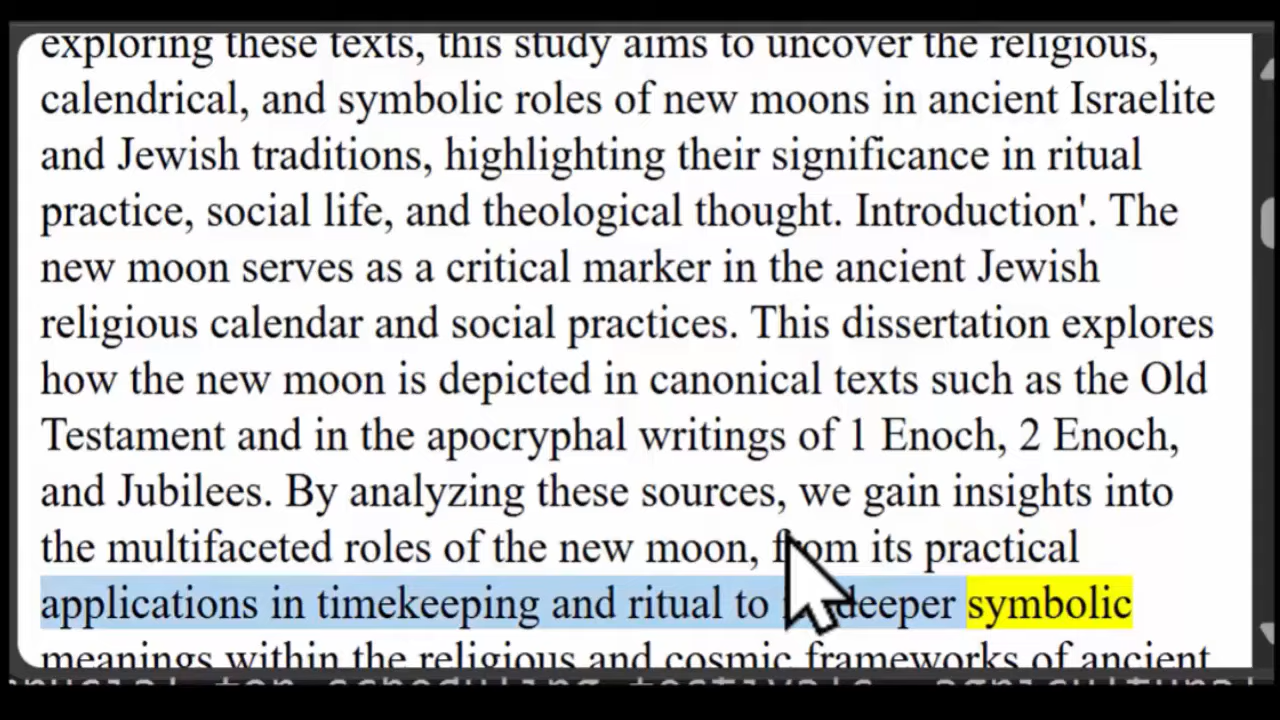 exploring these texts, this study aims to uncover the religious,
calendrical, and symbolic roles of new moons in ancient Israelite
and Jewish traditions, highlighting their significance in ritual
practice, social life, and theological thought. Introduction'. The
new moon serves as a critical marker in the ancient Jewish
religious calendar and social practices. This dissertation explores
how the new moon is depicted in canonical texts such as the Old
Testament and in the apocryphal writings of 1 Enoch, 2 Enoch,
and Jubilees. By analyzing these sources, we gain insights into
the multifaceted roles of the new moon, from its practical
applications in timekeeping and ritual to deeper symbolic
meanings within the religious and cosmic frameworks of ancient